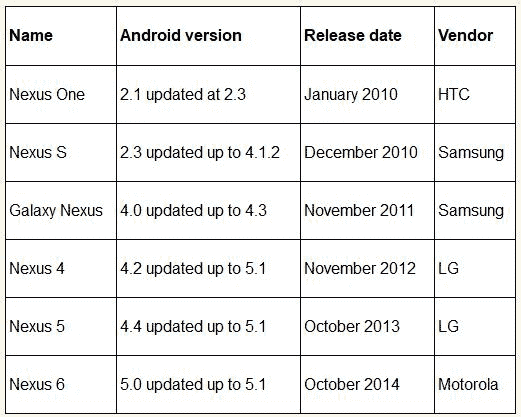 Name Android version Release date Vendor
Nexus One 2.1 updated at 2.3 January 2010 HTC
Nexus S 2.3 updated up to 4.1.2 December 2010 Samsung
Galaxy Nexus 4.0 updated up to 4.3 November 2011 Samsung
Nexus 4 4.2 updated up to 5.1 November 2012 LG
Nexus 5 4.4 updated up to 5.1 October 2013 LG
Nexus 6 5.0 updated up to 5.1 October 2014 Motorola